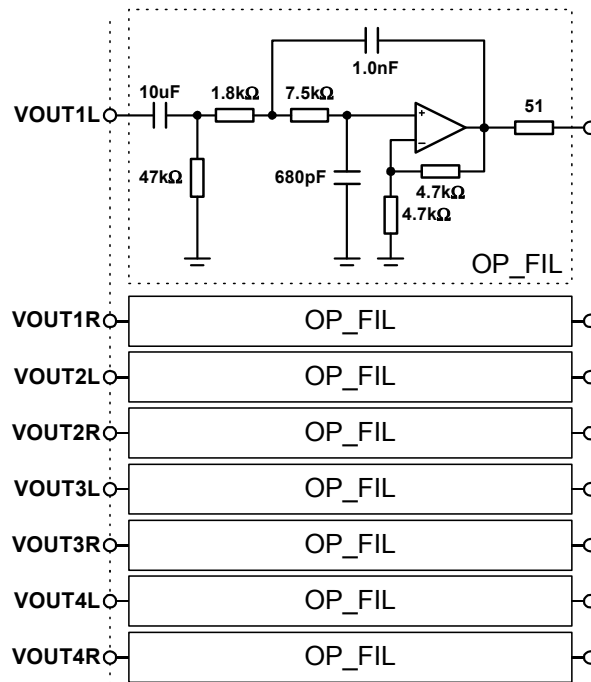 1.0nF
10uF
1.8kΩ
7.5kΩ
51
VOUT1L
+
−
47kΩ
680pF
4.7kΩ
4.7kΩ
OP_FIL
VOUT1R OP_FIL
VOUT2L OP_FIL
VOUT2R OP_FIL
VOUT3L OP_FIL
VOUT3R OP_FIL
VOUT4L OP_FIL
VOUT4R OP_FIL